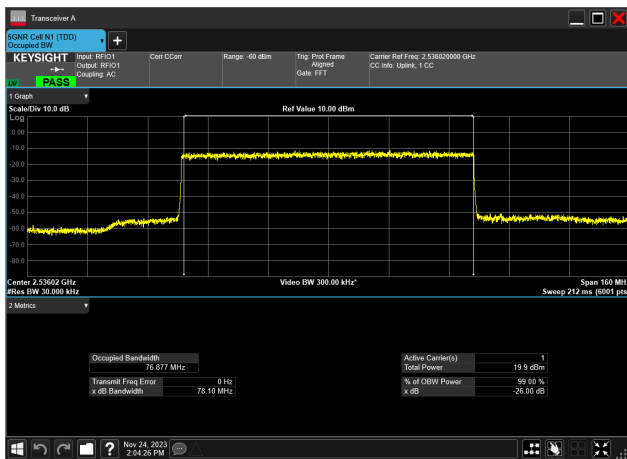 Transceiver A
5GNR Cell N1 (TDD)
Occupied BW
KEYSIGHT
LV
PASS
Input: RFIO1
Output: RFIO1
Coupling: AC
Corr CCorr
Range: -60 dBm
Trig: Prot Frame
Aligned
Gate: FFT
Carrier Ref Freq: 2.536020000 GHz
CC Info: Uplink, 1 CC
1 Graph
Scale/Div 10.0 dB
Ref Value 10.00 dBm
Log
0.00
-10.0
-20.0
-30.0
-40.0
-50.0
-60.0
-70.0
-80.0
Center 2.53602 GHz
Video BW 300.00 kHz*
Span 160 MH
#Res BW 30.000 kHz
Sweep 212 ms (6001 pts
2 Metrics
Occupied Bandwidth
76.877 MHz
Transmit Freq Error 0 Hz
x dB Bandwidth 78.10 MHz
Active Carrier(s) 1
Total Power 19.9 dBm
% of OBW Power 99.00 %
x dB -26.00 dB
?
Nov 24, 2023
2:04:26 PM